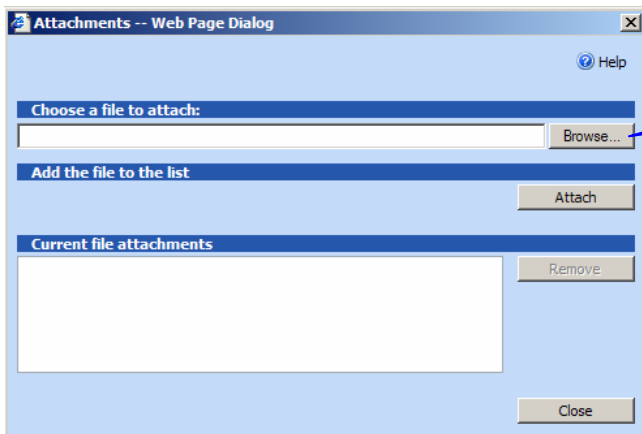 Attachments -- Web Page Dialog
Help
Choose a file to attach:
Browse...
Add the file to the list
Attach
Current file attachments
Remove
Close